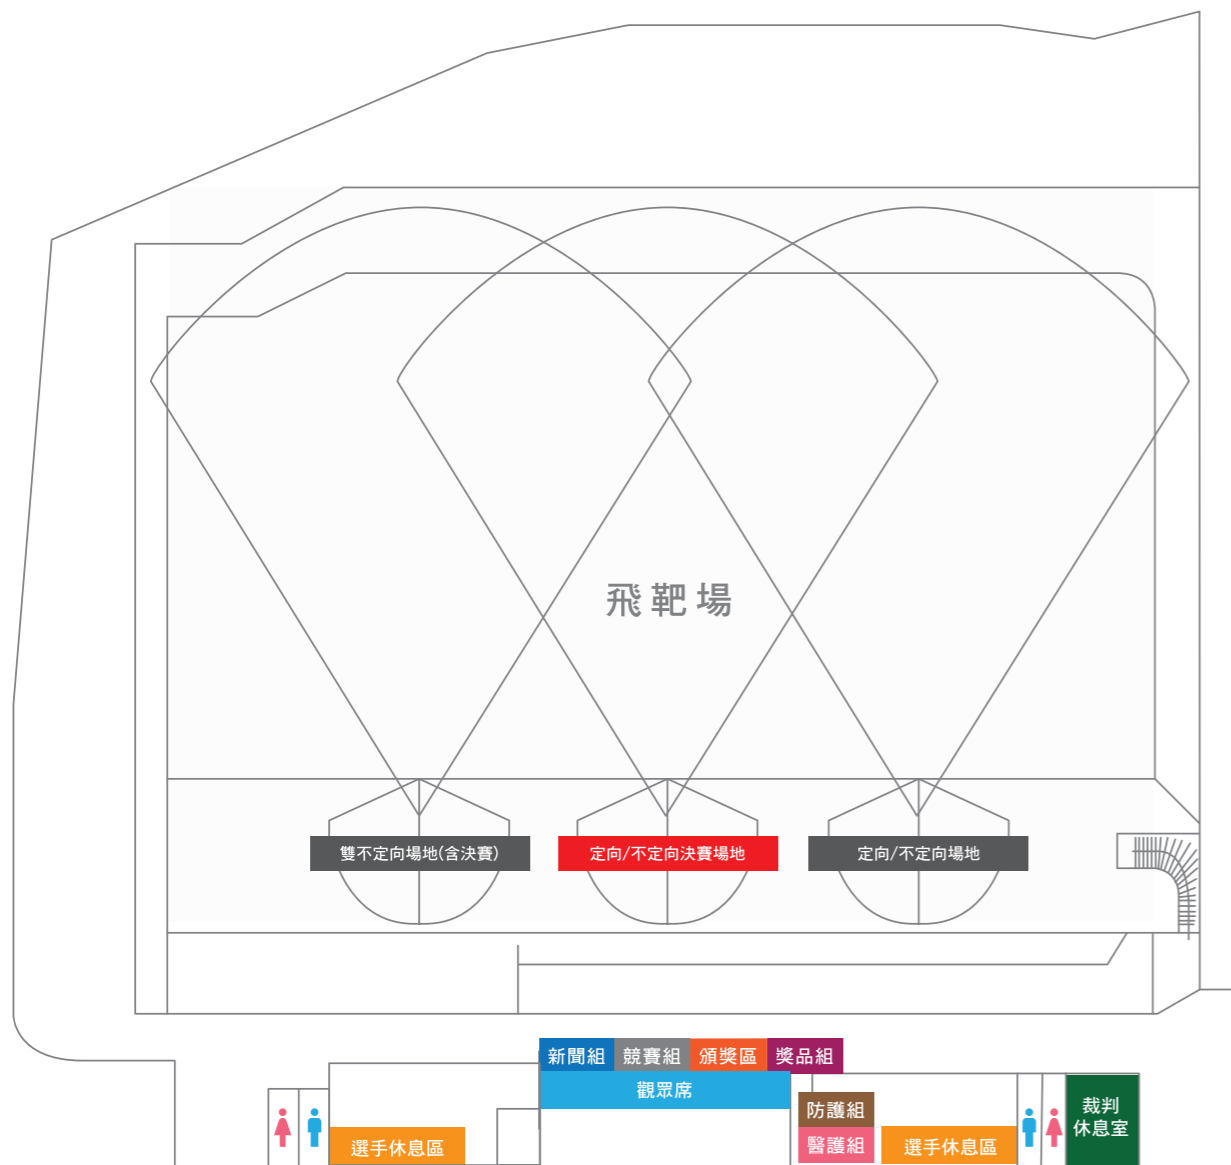 飛靶場
雙不定向場地(含決賽)
定向/不定向決賽場地
定向/不定向場地
新聞組
競賽組
頒獎區
獎品組
觀眾席
防護組
醫護組
選手休息區
選手休息區
裁判
休息室